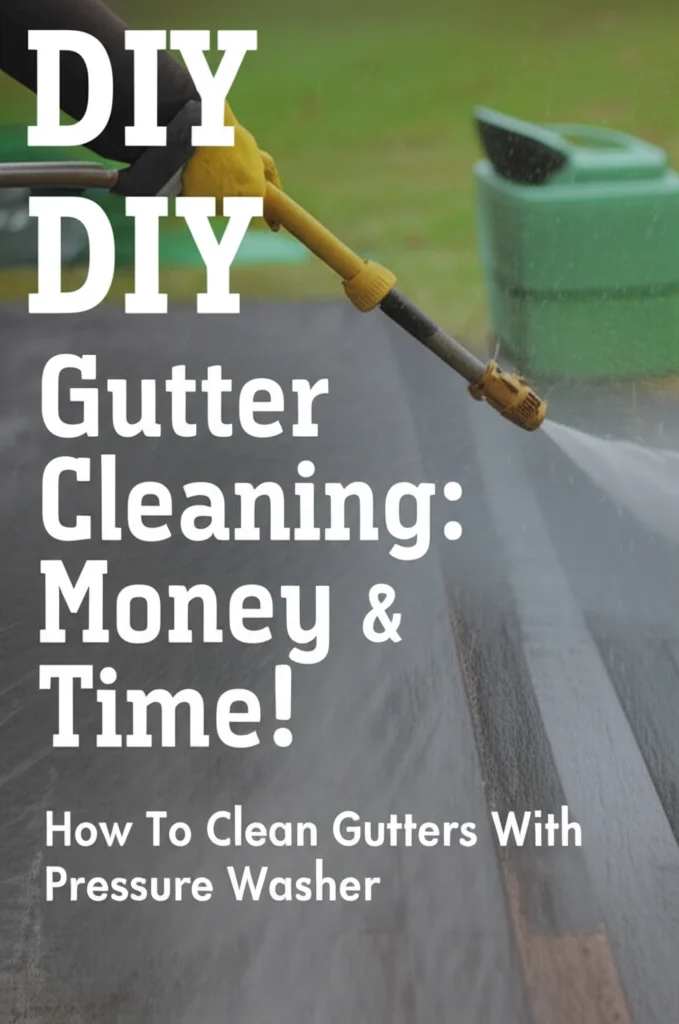 DIY
DIY
Gutter
Cleaning:
Money &
Time!
How To Clean Gutters With
Pressure Washer